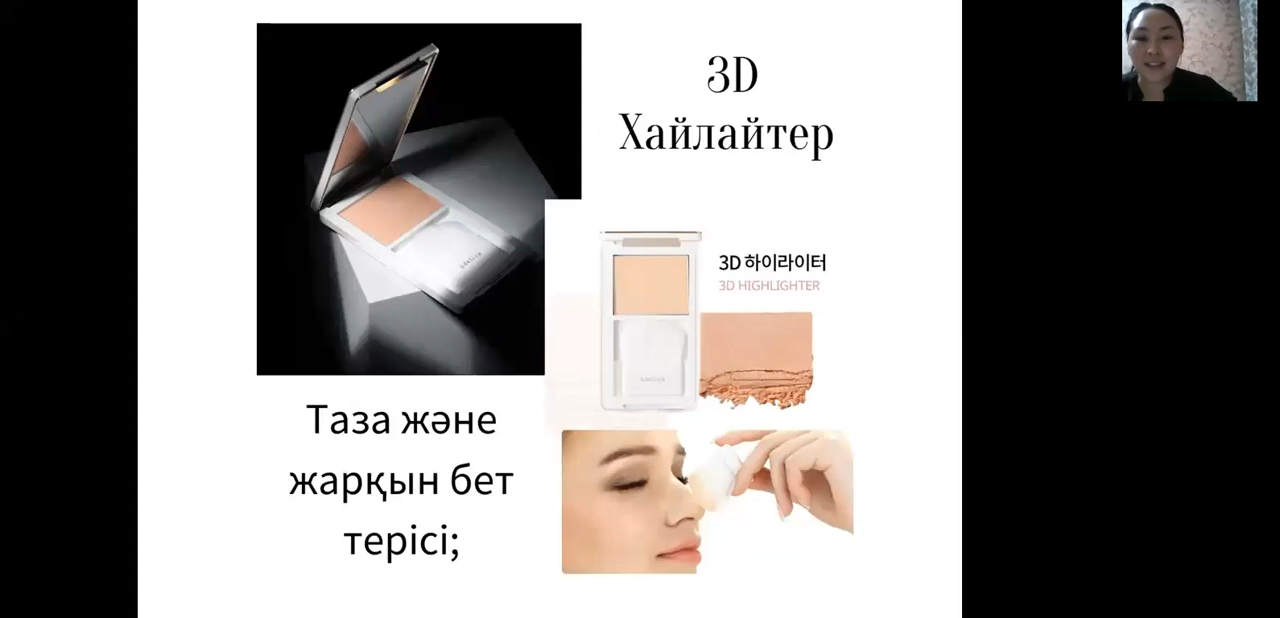 3D
Хайлайтер
3D 하이라이터
3D HIGHLIGHTER
Таза және
жарқын бет
терісі;